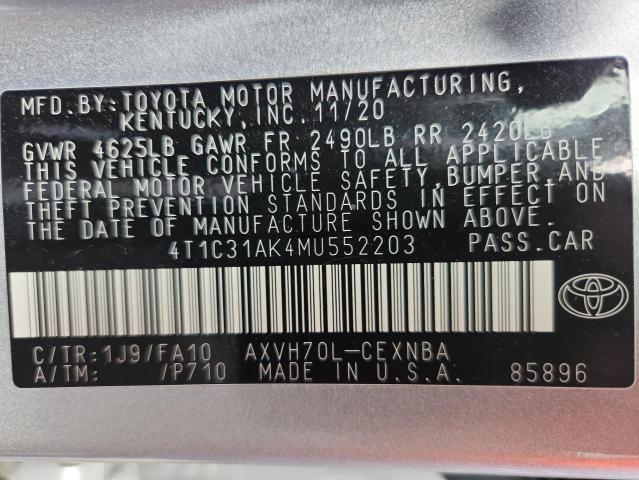 MFD.BY:TOYOTA MOTOR MANUFACTURING,
KENTUCKY,INC.11/20
GVWR 4625LB GAWR FR 2490LB RR 2420LB
THIS VEHICLE CONFORMS TO ALL APPLICABLE
FEDERAL MOTOR VEHICLE SAFETY,BUMPER,AND
THEFT PREVENTION STANDARDS IN EFFECT ON
THE DATE OF MANUFACTURE SHOWN ABOVE.
4T1C31AK4MU552203 PASS.CAR
C/TR:1J9/FA10 AXVH70L-CEXNBA
A/TM: /P710 MADE IN U.S.A. 85896